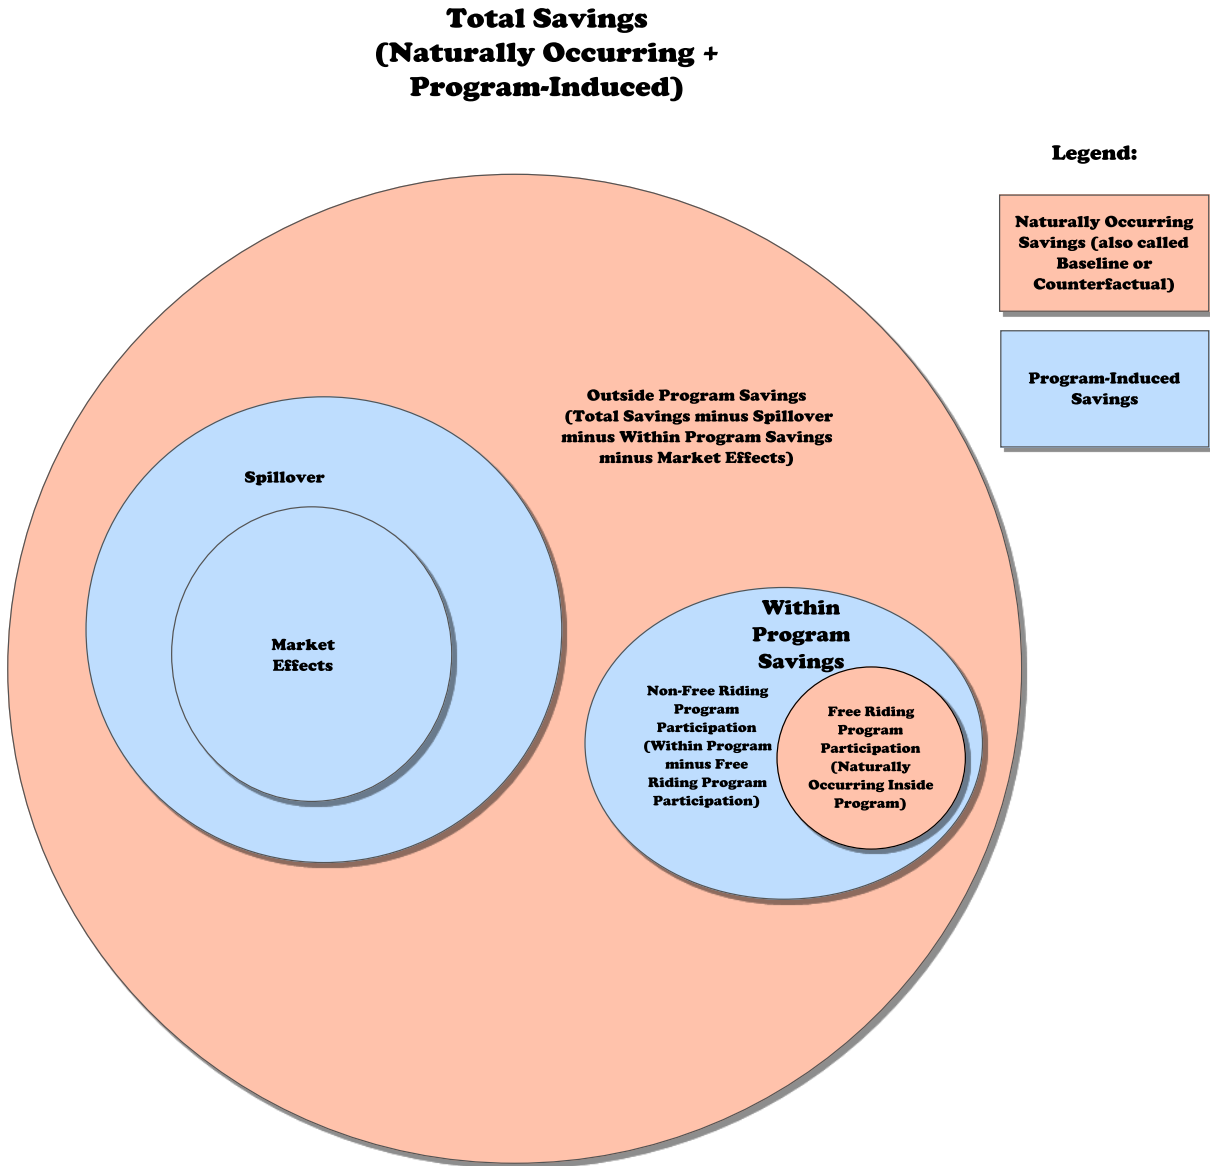 Total Savings
(Naturally Occurring +
Program-Induced)
Legend:
Naturally Occurring
Savings (also called
Baseline or
Counterfactual)
Program-Induced
Savings
Outside Program Savings
(Total Savings minus Spillover
minus Within Program Savings
minus Market Effects)
Spillover
Market
Effects
Within
Program
Savings
Non-Free Riding
Program
Participation
(Within Program
minus Free
Riding Program
Participation)
Free Riding
Program
Participation
(Naturally
Occurring Inside
Program)